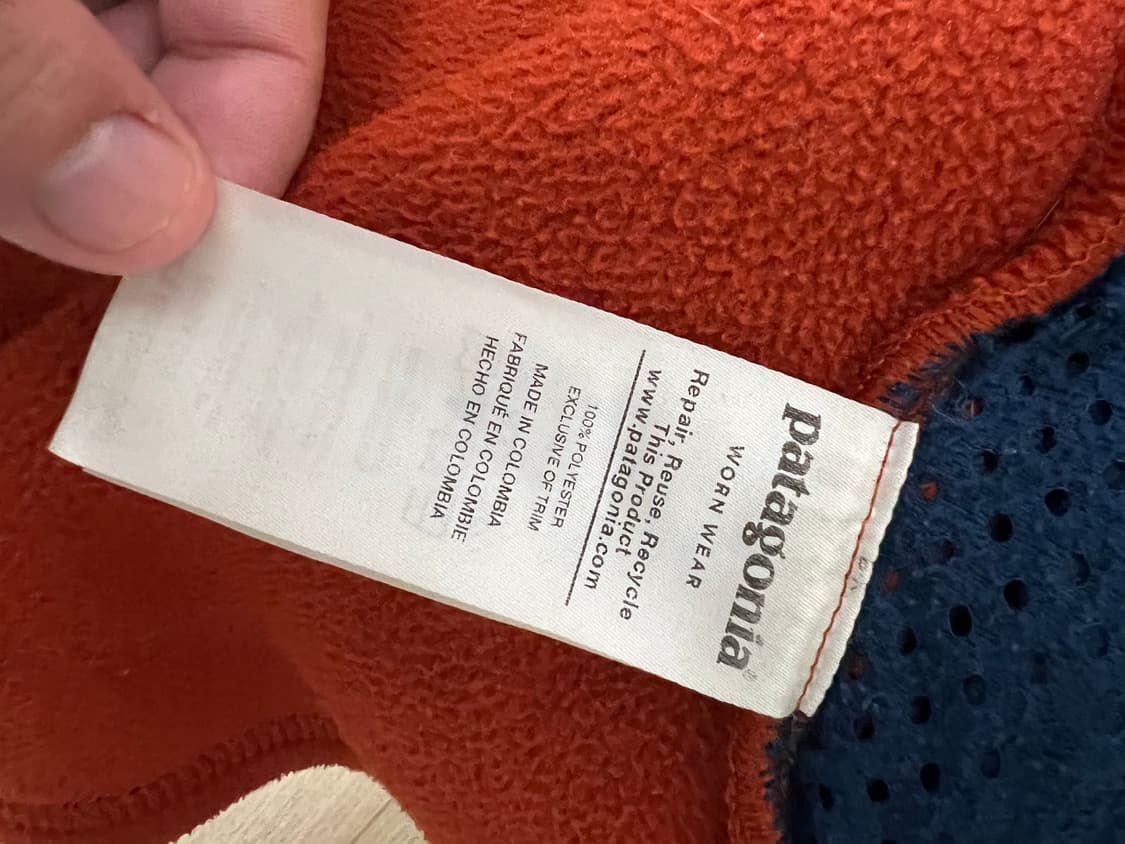 patagonia®
WORN WEAR
Repair, Reuse, Recycle
This Product
www.patagonia.com
100% POLYESTER
EXCLUSIVE OF TRIM
MADE IN COLOMBIA
FABRIQUÉ EN COLOMBIE
HECHO EN COLOMBIA